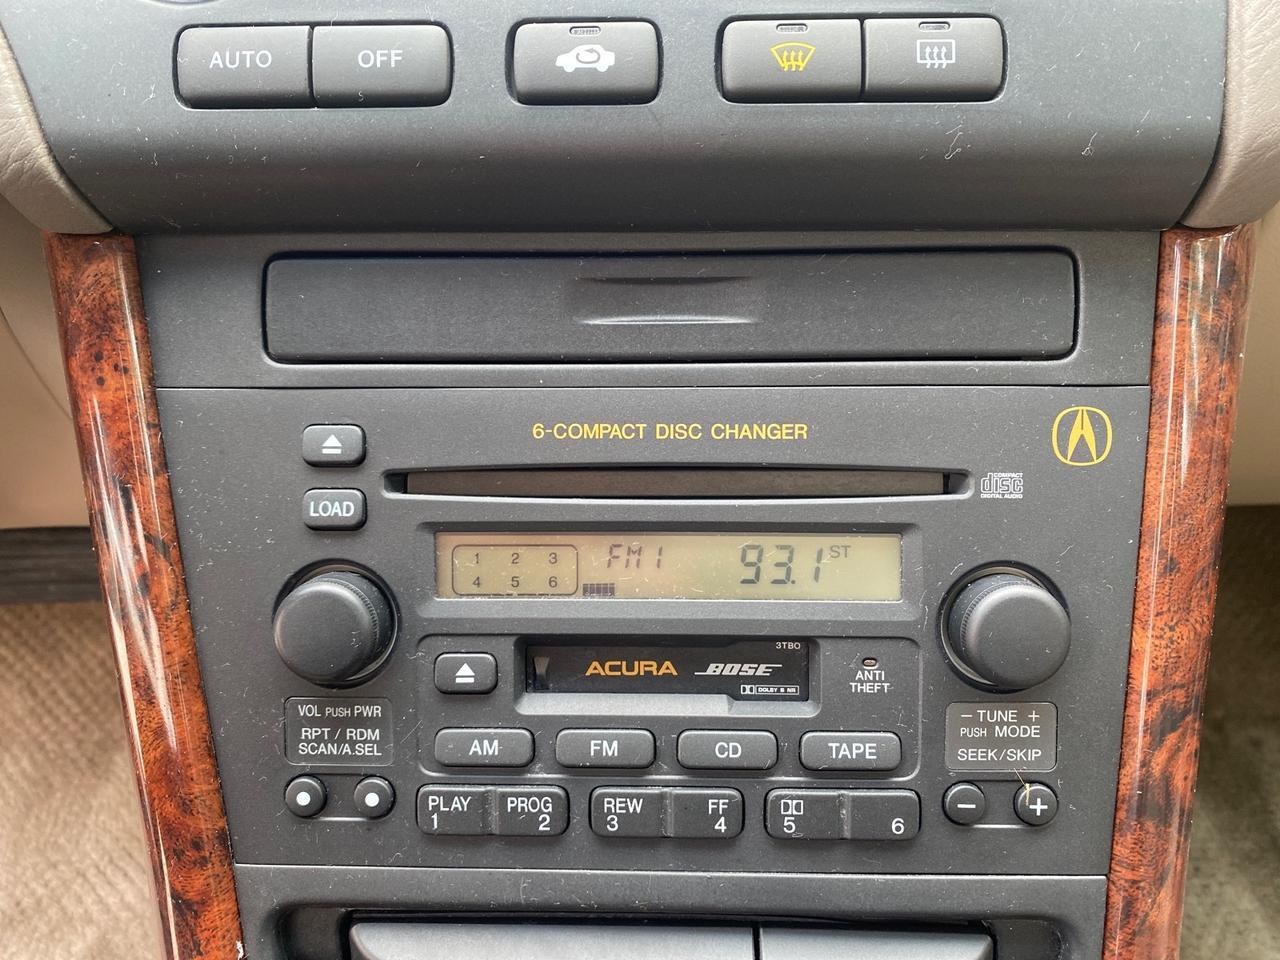 AUTO OFF
6-COMPACT DISC CHANGER
LOAD
COMPACT
disc
DIGITAL AUDIO
1 2 3
4 5 6
FM1 93.1 ST
3TB0
ACURA BOSE
DOLBY B NR
ANTI
THEFT
VOL PUSH PWR
RPT / RDM
SCAN/A.SEL
− TUNE +
PUSH MODE
SEEK/SKIP
AM FM CD TAPE
PLAY PROG REW FF
1 2 3 4 5 6
− +